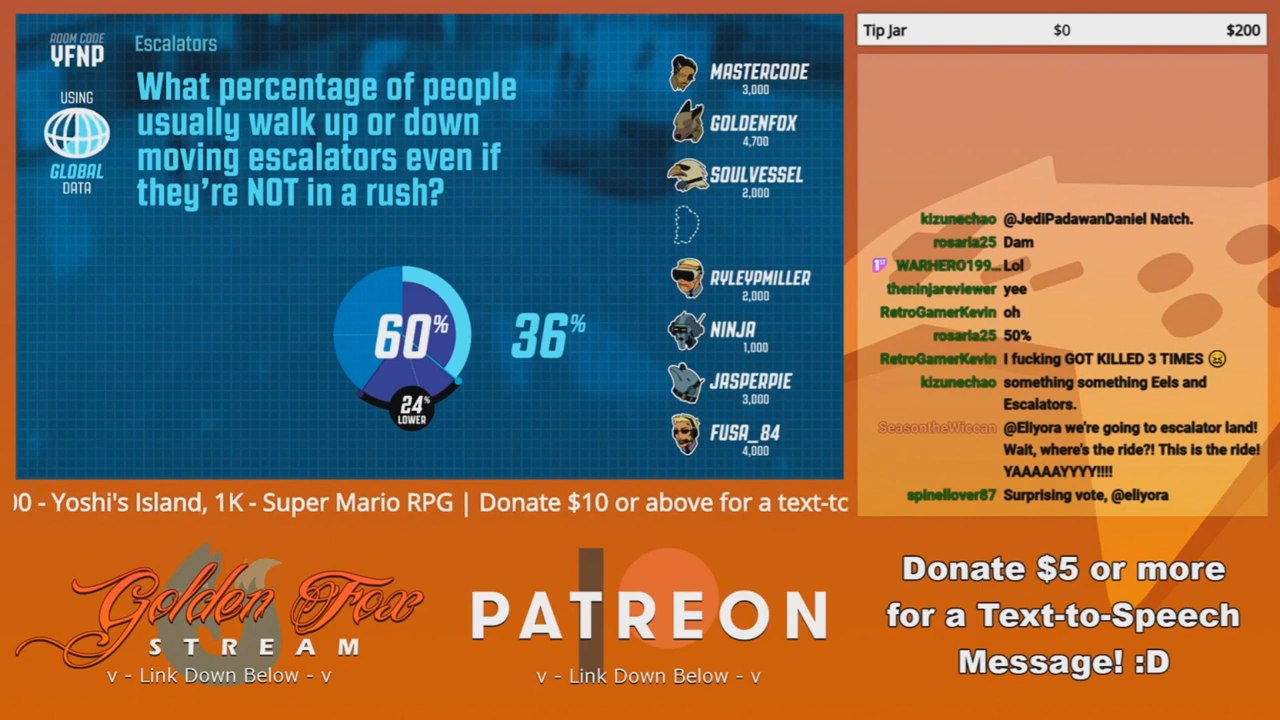 ROOM CODE
YFNP
USING
GLOBAL
DATA
Escalators
What percentage of people
usually walk up or down
moving escalators even if
they're NOT in a rush?
60%
36%
24%
LOWER
MASTERCODE
3,000
GOLDENFOX
4,700
SOULVESSEL
2,000
RYLEYPMILLER
2,000
NINJA
1,000
JASPERPIE
3,000
FUSA_84
4,000
Tip Jar $0 $200
kizunechao @JediPadawanDaniel Natch.
rosaria25 Dam
WARHERO199... Lol
theninjareviewer yee
RetroGamerKevin oh
rosaria25 50%
RetroGamerKevin I fucking GOT KILLED 3 TIMES 😖
kizunechao something something Eels and
Escalators.
SeasontheWiccan @Eliyora we're going to escalator land!
Wait, where's the ride?! This is the ride!
YAAAAAYYYY!!!!
spinellover87 Surprising vote, @eliyora
00 - Yoshi's Island, 1K - Super Mario RPG | Donate $10 or above for a text-to
Golden Fox
STREAM
v - Link Down Below - v
PATREON
v - Link Down Below - v
Donate $5 or more
for a Text-to-Speech
Message! :D